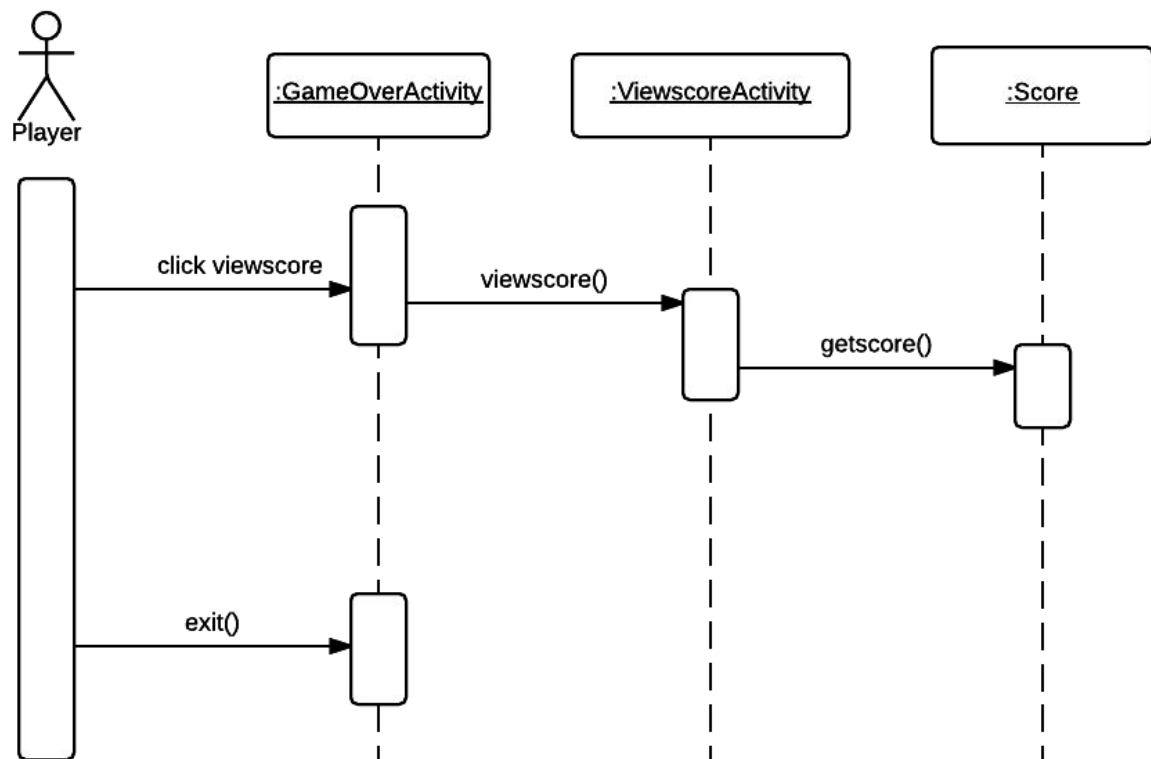 Player
:GameOverActivity
:ViewscoreActivity
:Score
click viewscore
viewscore()
getscore()
exit()